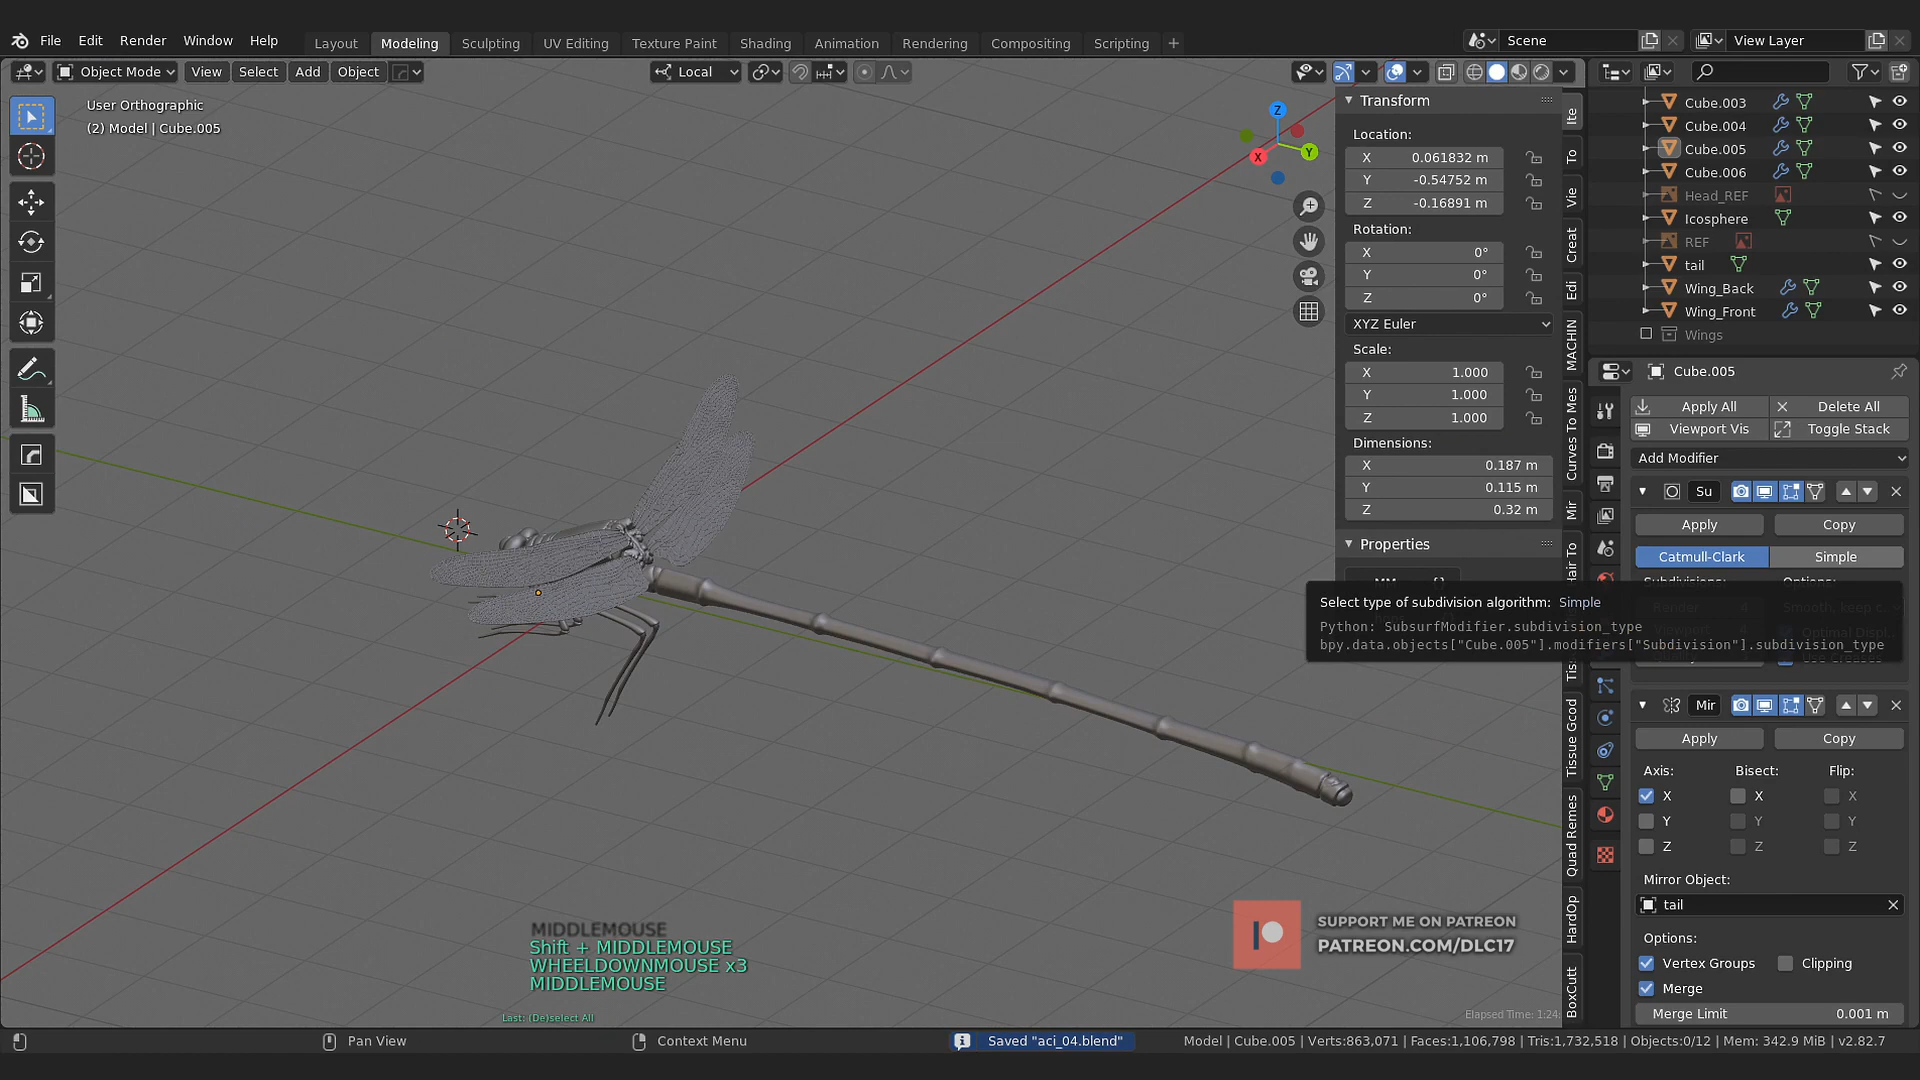 File Edit Render Window Help
Layout Modeling Sculpting UV Editing Texture Paint Shading Animation Rendering Compositing Scripting +
Scene
View Layer
Object Mode View Select Add Object
Local
User Orthographic
(2) Model | Cube.005
Z
Y
X
Transform
Location:
X 0.061832 m
Y -0.54752 m
Z -0.16891 m
Rotation:
X 0°
Y 0°
Z 0°
XYZ Euler
Scale:
X 1.000
Y 1.000
Z 1.000
Dimensions:
X 0.187 m
Y 0.115 m
Z 0.32 m
Properties
Ite
To
Vie
Creat
Edi
MACHIN
Curves To Mes
Mir
Hair To
Tissue Gcod
Quad Remes
HardOp
BoxCutt
Cube.003
Cube.004
Cube.005
Cube.006
Head_REF
Icosphere
REF
tail
Wing_Back
Wing_Front
Wings
Cube.005
Apply All Delete All
Viewport Vis Toggle Stack
Add Modifier
Su
Apply Copy
Catmull-Clark Simple
Select type of subdivision algorithm: Simple
Python: SubsurfModifier.subdivision_type
bpy.data.objects["Cube.005"].modifiers["Subdivision"].subdivision_type
Mir
Apply Copy
Axis: Bisect: Flip:
X X X
Y Y Y
Z Z Z
Mirror Object:
tail
Options:
Vertex Groups Clipping
Merge
Merge Limit 0.001 m
MIDDLEMOUSE
Shift + MIDDLEMOUSE
WHEELDOWNMOUSE x3
MIDDLEMOUSE
Last: (De)select All
SUPPORT ME ON PATREON
PATREON.COM/DLC17
Elapsed Time: 1:24:
Pan View Context Menu Saved "aci_04.blend" Model | Cube.005 | Verts:863,071 | Faces:1,106,798 | Tris:1,732,518 | Objects:0/12 | Mem: 342.9 MiB | v2.82.7